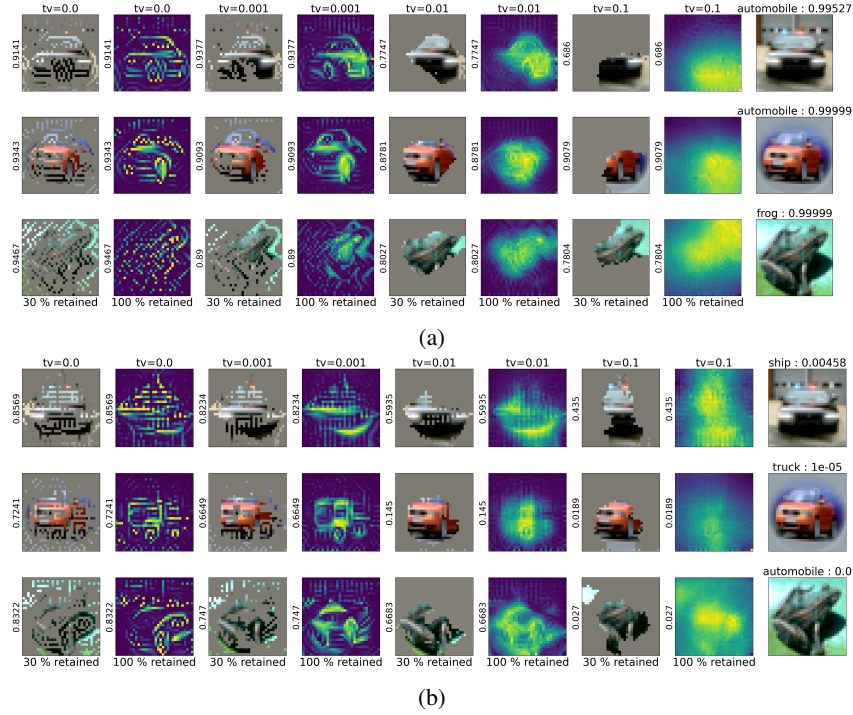 tv=0.0 tv=0.0 tv=0.001 tv=0.001 tv=0.01 tv=0.01 tv=0.1 tv=0.1 automobile : 0.99527
0.9141 0.9377 0.9377 0.7747 0.7747 0.686 0.686
automobile : 0.99999
0.9343 0.9343 0.9093 0.9093 0.8781 0.8781 0.9079 0.9079
frog : 0.99999
0.9467 0.9467 0.89 0.89 0.8027 0.8027 0.7804 0.7804
30 % retained 100 % retained 30 % retained 100 % retained 30 % retained 100 % retained 30 % retained 100 % retained
(a)
tv=0.0 tv=0.0 tv=0.001 tv=0.001 tv=0.01 tv=0.01 tv=0.1 tv=0.1 ship : 0.00458
0.8569 0.8569 0.8234 0.8234 0.5935 0.5935 0.435 0.435
truck : 1e-05
0.7241 0.7241 0.6649 0.6649 0.145 0.145 0.0189 0.0189
automobile : 0.0
0.8322 0.8322 0.747 0.747 0.6683 0.6683 0.027 0.027
30 % retained 100 % retained 30 % retained 100 % retained 30 % retained 100 % retained 30 % retained 100 % retained
(b)